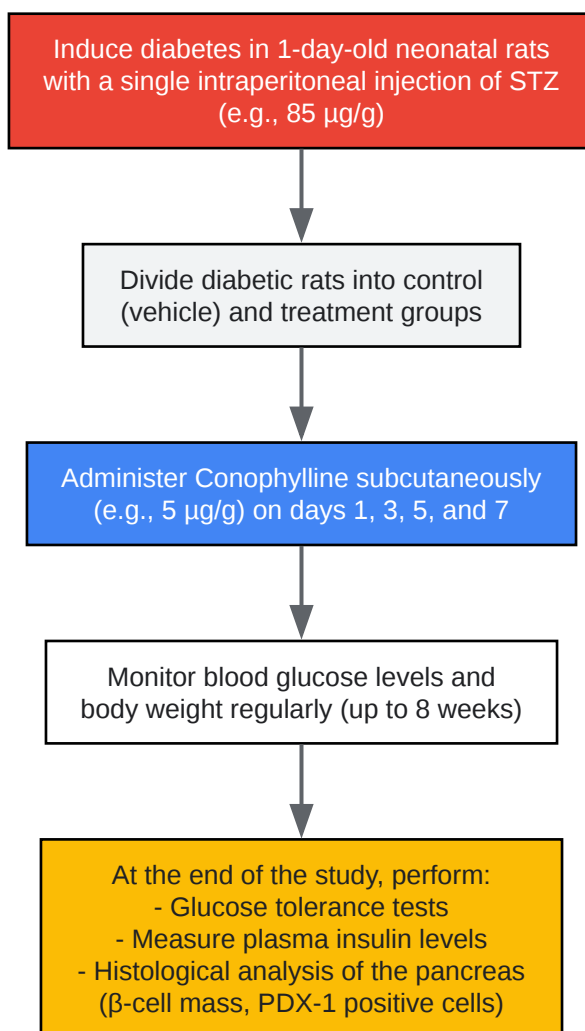 Induce diabetes in 1-day-old neonatal rats
with a single intraperitoneal injection of STZ
(e.g., 85 µg/g)
Divide diabetic rats into control
(vehicle) and treatment groups
Administer Conophylline subcutaneously
(e.g., 5 µg/g) on days 1, 3, 5, and 7
Monitor blood glucose levels and
body weight regularly (up to 8 weeks)
At the end of the study, perform:
- Glucose tolerance tests
- Measure plasma insulin levels
- Histological analysis of the pancreas
(β-cell mass, PDX-1 positive cells)